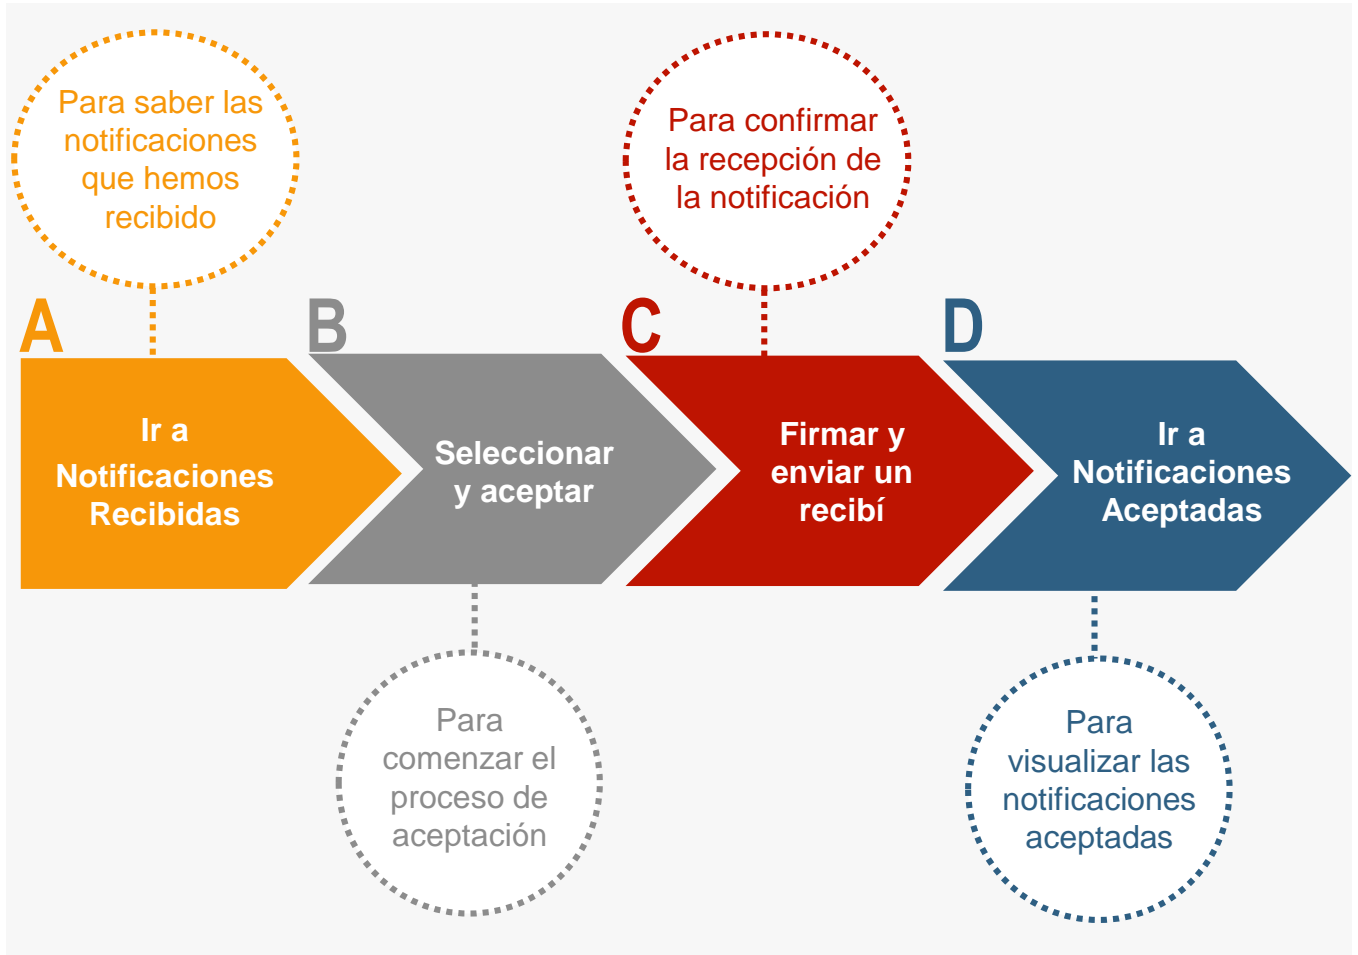 Para saber las
notificaciones
que hemos
recibido
Para confirmar
la recepción de
la notificación
A
B
C
D
Ir a
Notificaciones
Recibidas
Seleccionar
y aceptar
Firmar y
enviar un
recibí
Ir a
Notificaciones
Aceptadas
Para
comenzar el
proceso de
aceptación
Para
visualizar las
notificaciones
aceptadas